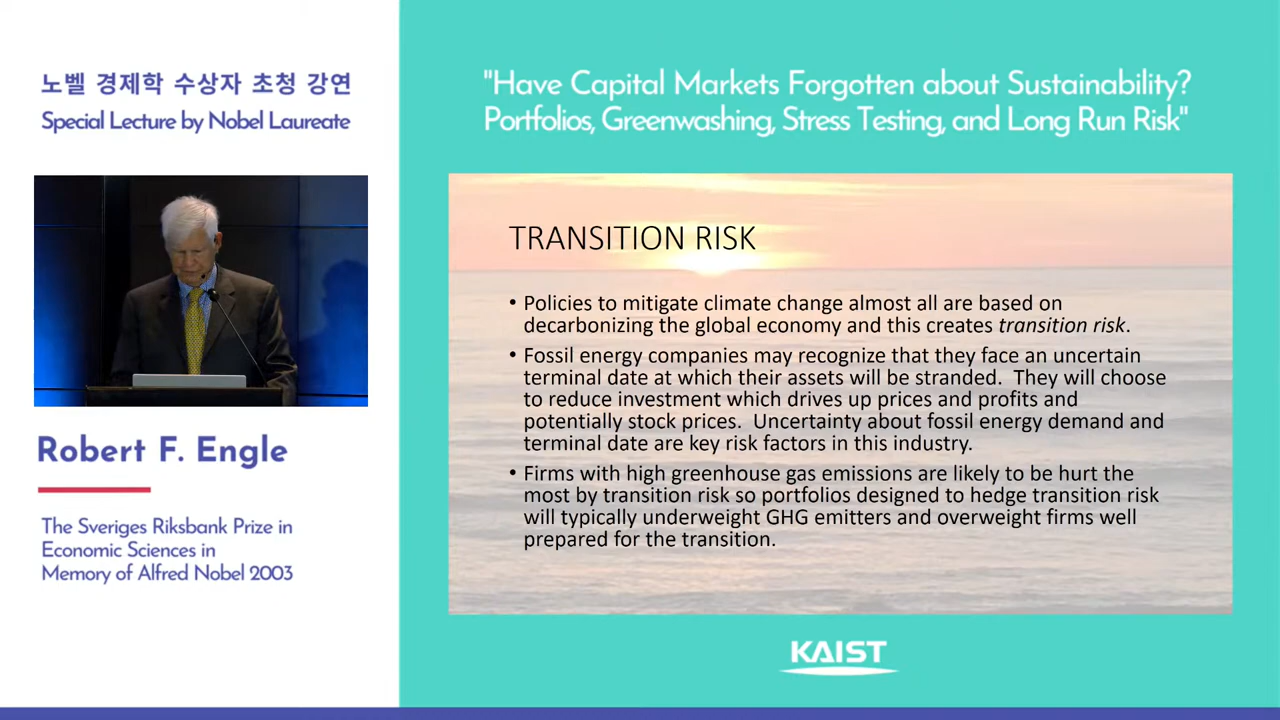 노벨 경제학 수상자 초청 강연
Special Lecture by Nobel Laureate
Robert F. Engle
The Sveriges Riksbank Prize in
Economic Sciences in
Memory of Alfred Nobel 2003
"Have Capital Markets Forgotten about Sustainability?
Portfolios, Greenwashing, Stress Testing, and Long Run Risk"
TRANSITION RISK
• Policies to mitigate climate change almost all are based on
decarbonizing the global economy and this creates transition risk.
• Fossil energy companies may recognize that they face an uncertain
terminal date at which their assets will be stranded. They will choose
to reduce investment which drives up prices and profits and
potentially stock prices. Uncertainty about fossil energy demand and
terminal date are key risk factors in this industry.
• Firms with high greenhouse gas emissions are likely to be hurt the
most by transition risk so portfolios designed to hedge transition risk
will typically underweight GHG emitters and overweight firms well
prepared for the transition.
KAIST